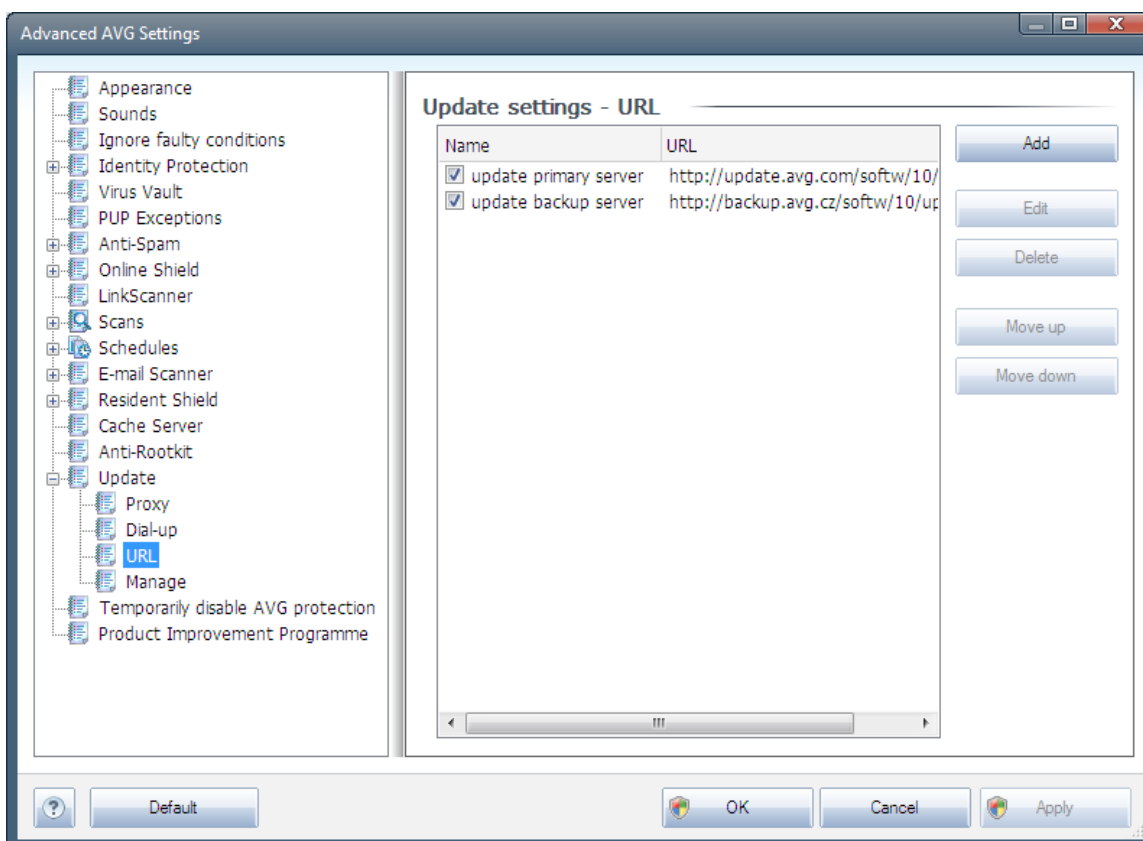 Advanced AVG Settings
Appearance
Sounds
Ignore faulty conditions
Identity Protection
Virus Vault
PUP Exceptions
Anti-Spam
Online Shield
LinkScanner
Scans
Schedules
E-mail Scanner
Resident Shield
Cache Server
Anti-Rootkit
Update
Proxy
Dial-up
URL
Manage
Temporarily disable AVG protection
Product Improvement Programme
Update settings - URL
Name URL
update primary server http://update.avg.com/softw/10/
update backup server http://backup.avg.cz/softw/10/up
Add
Edit
Delete
Move up
Move down
? Default OK Cancel Apply